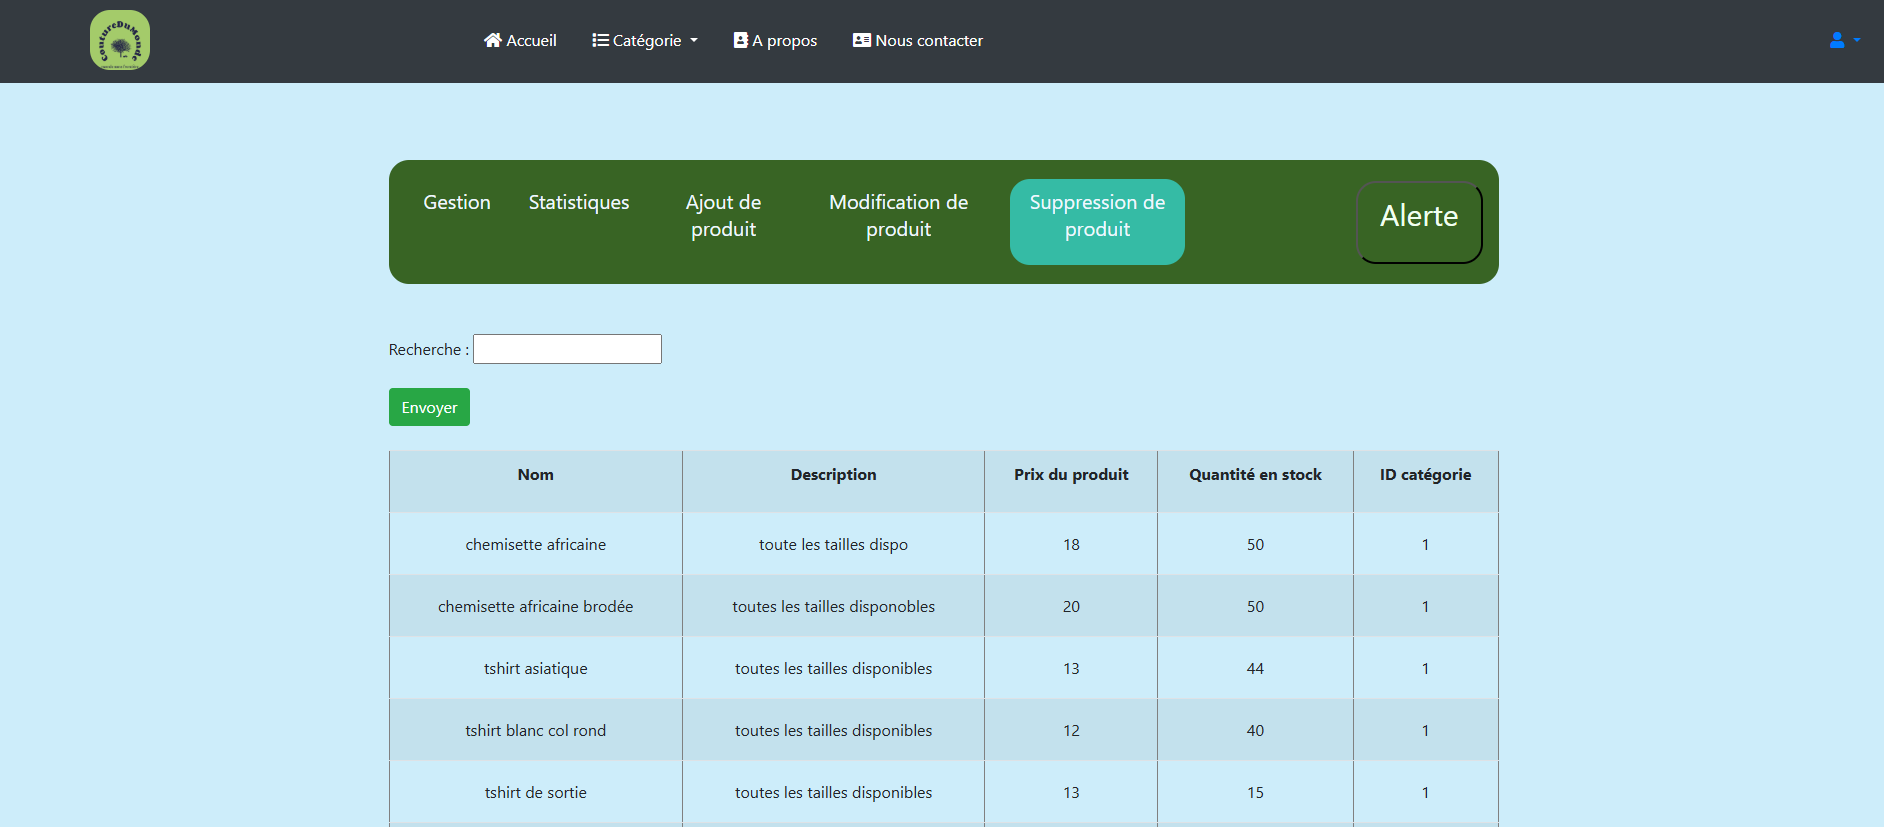 CoutureDuMonde
Accueil
Catégorie
A propos
Nous contacter
Gestion
Statistiques
Ajout de
produit
Modification de
produit
Suppression de
produit
Alerte
Recherche :
Envoyer
Nom Description Prix du produit Quantité en stock ID catégorie
chemisette africaine toute les tailles dispo 18 50 1
chemisette africaine brodée toutes les tailles disponobles 20 50 1
tshirt asiatique toutes les tailles disponibles 13 44 1
tshirt blanc col rond toutes les tailles disponibles 12 40 1
tshirt de sortie toutes les tailles disponibles 13 15 1